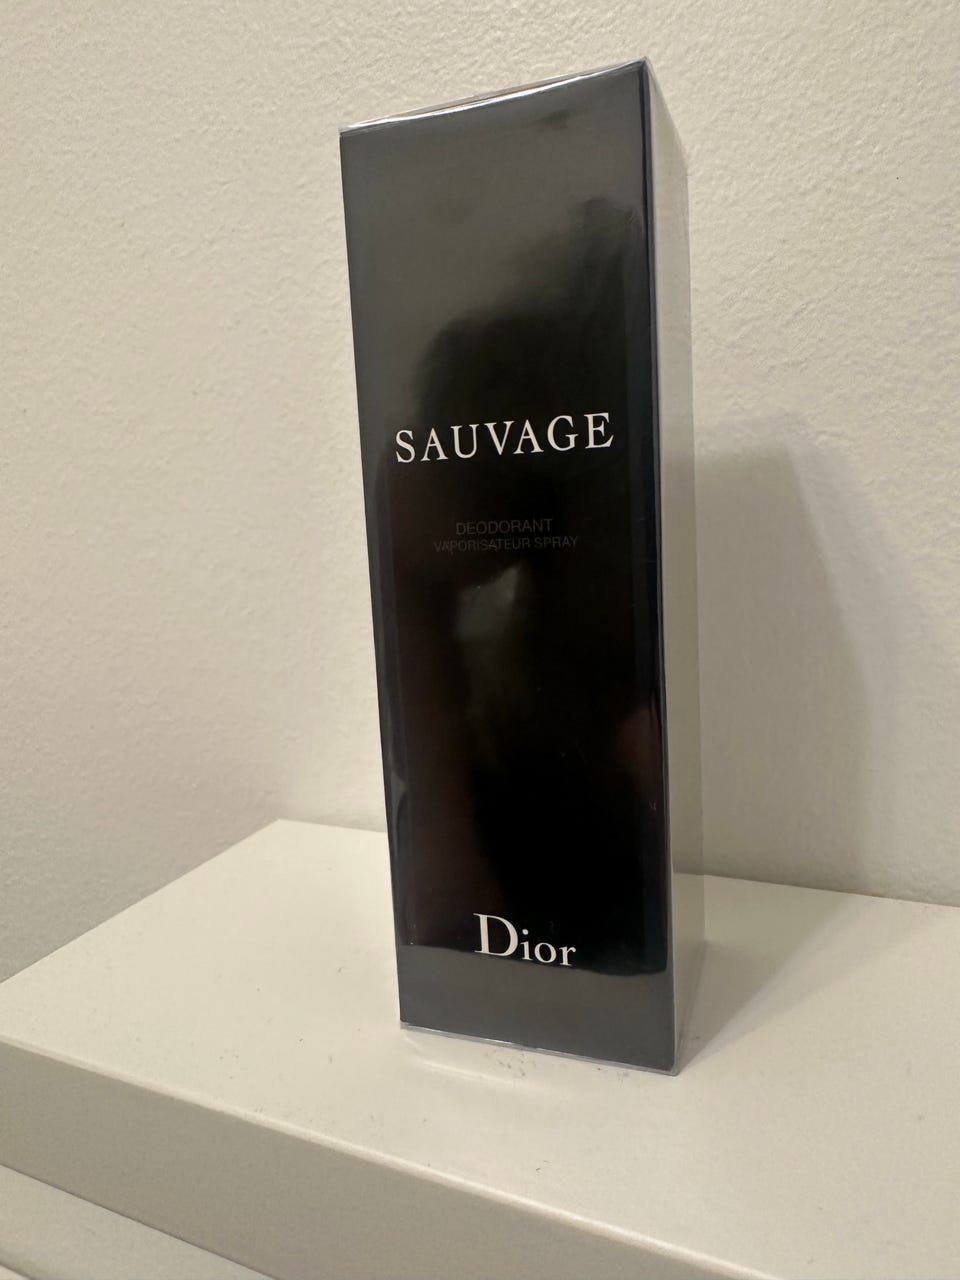 SAUVAGE
DEODORANT
VAPORISATEUR SPRAY
Dior